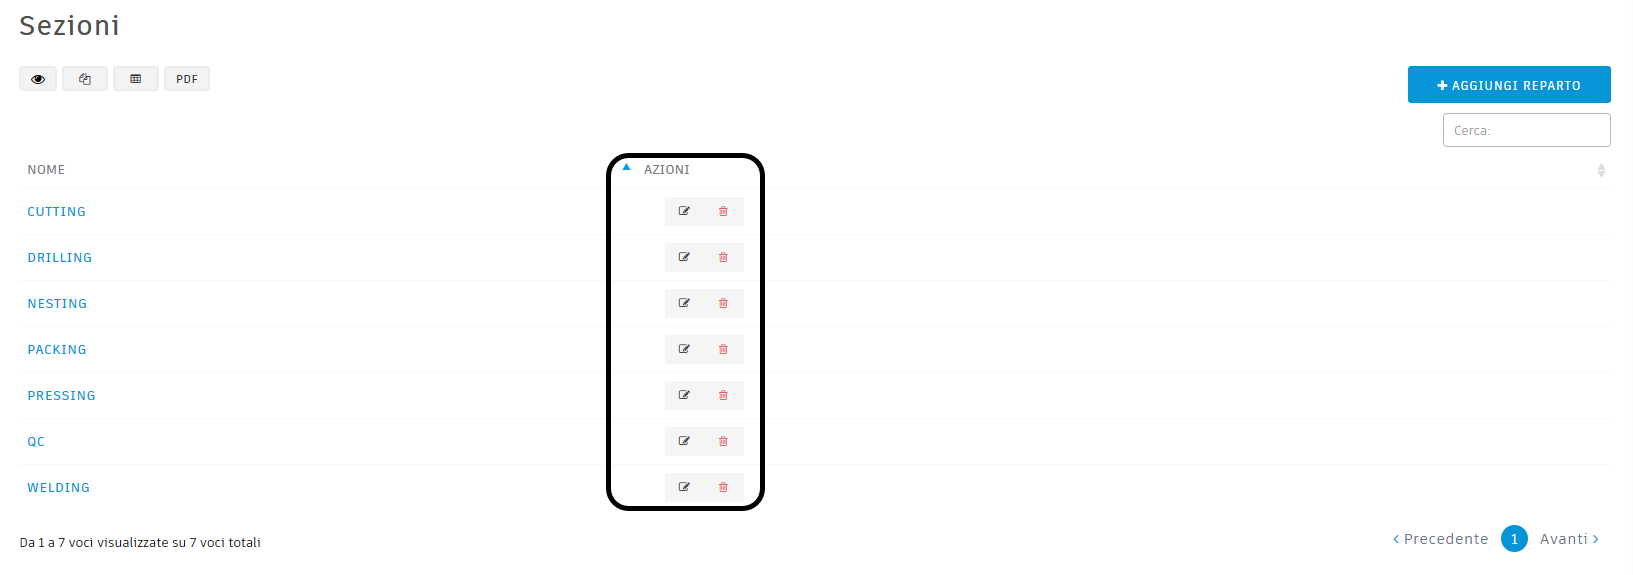 Sezioni
PDF
AGGIUNGI REPARTO
Cerca:
NOME AZIONI
CUTTING
DRILLING
NESTING
PACKING
PRESSING
QC
WELDING
Da 1 a 7 voci visualizzate su 7 voci totali
Precedente 1 Avanti